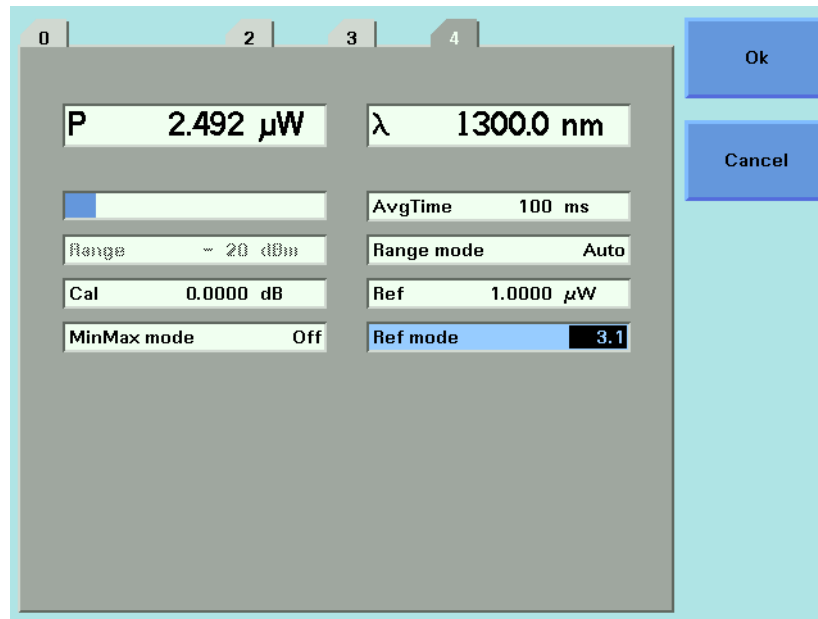 0 2 3 4
Ok
P 2.492 µW λ 1300.0 nm
Cancel
AvgTime 100 ms
Range - 20 dBm Range mode Auto
Cal 0.0000 dB Ref 1.0000 µW
MinMax mode Off Ref mode 3.1